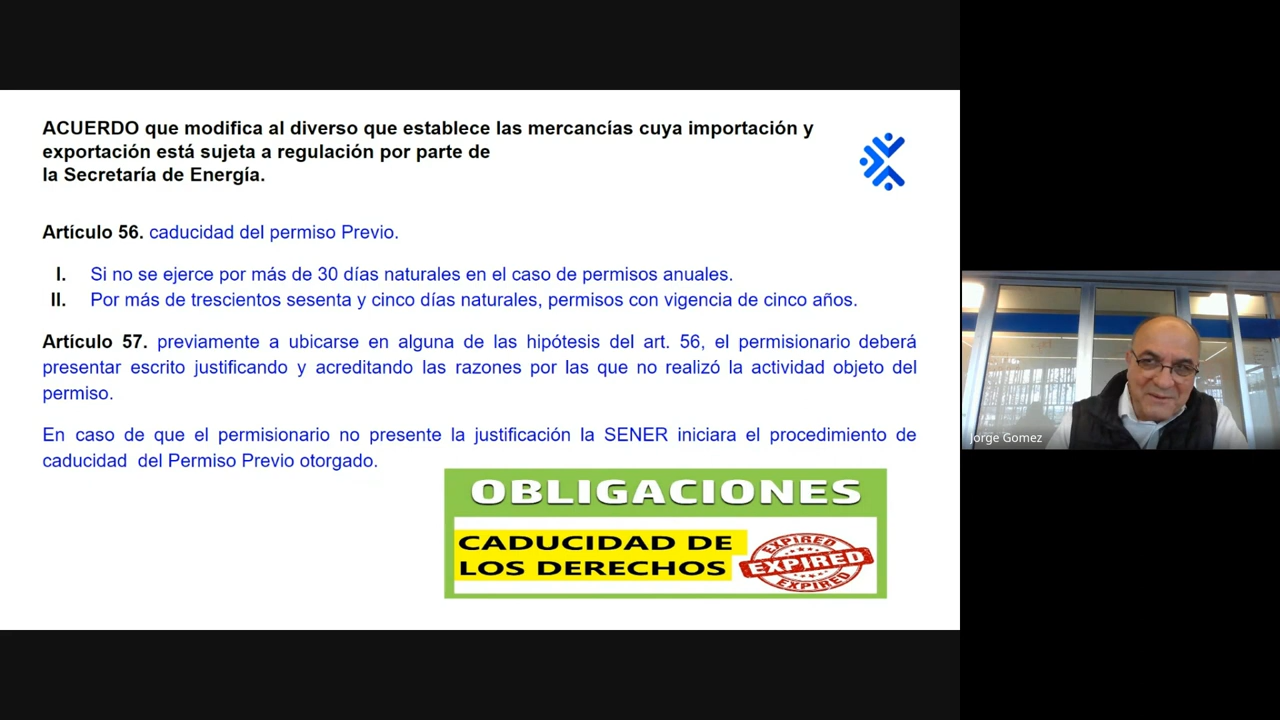 ACUERDO que modifica al diverso que establece las mercancías cuya importación y
exportación está sujeta a regulación por parte de
la Secretaría de Energía.
Artículo 56. caducidad del permiso Previo.
I. Si no se ejerce por más de 30 días naturales en el caso de permisos anuales.
II. Por más de trescientos sesenta y cinco días naturales, permisos con vigencia de cinco años.
Artículo 57. previamente a ubicarse en alguna de las hipótesis del art. 56, el permisionario deberá
presentar escrito justificando y acreditando las razones por las que no realizó la actividad objeto del
permiso.
En caso de que el permisionario no presente la justificación la SENER iniciara el procedimiento de
caducidad del Permiso Previo otorgado.
OBLIGACIONES
CADUCIDAD DE
LOS DERECHOS
EXPIRED
EXPIRED
EXPIRED
Jorge Gomez